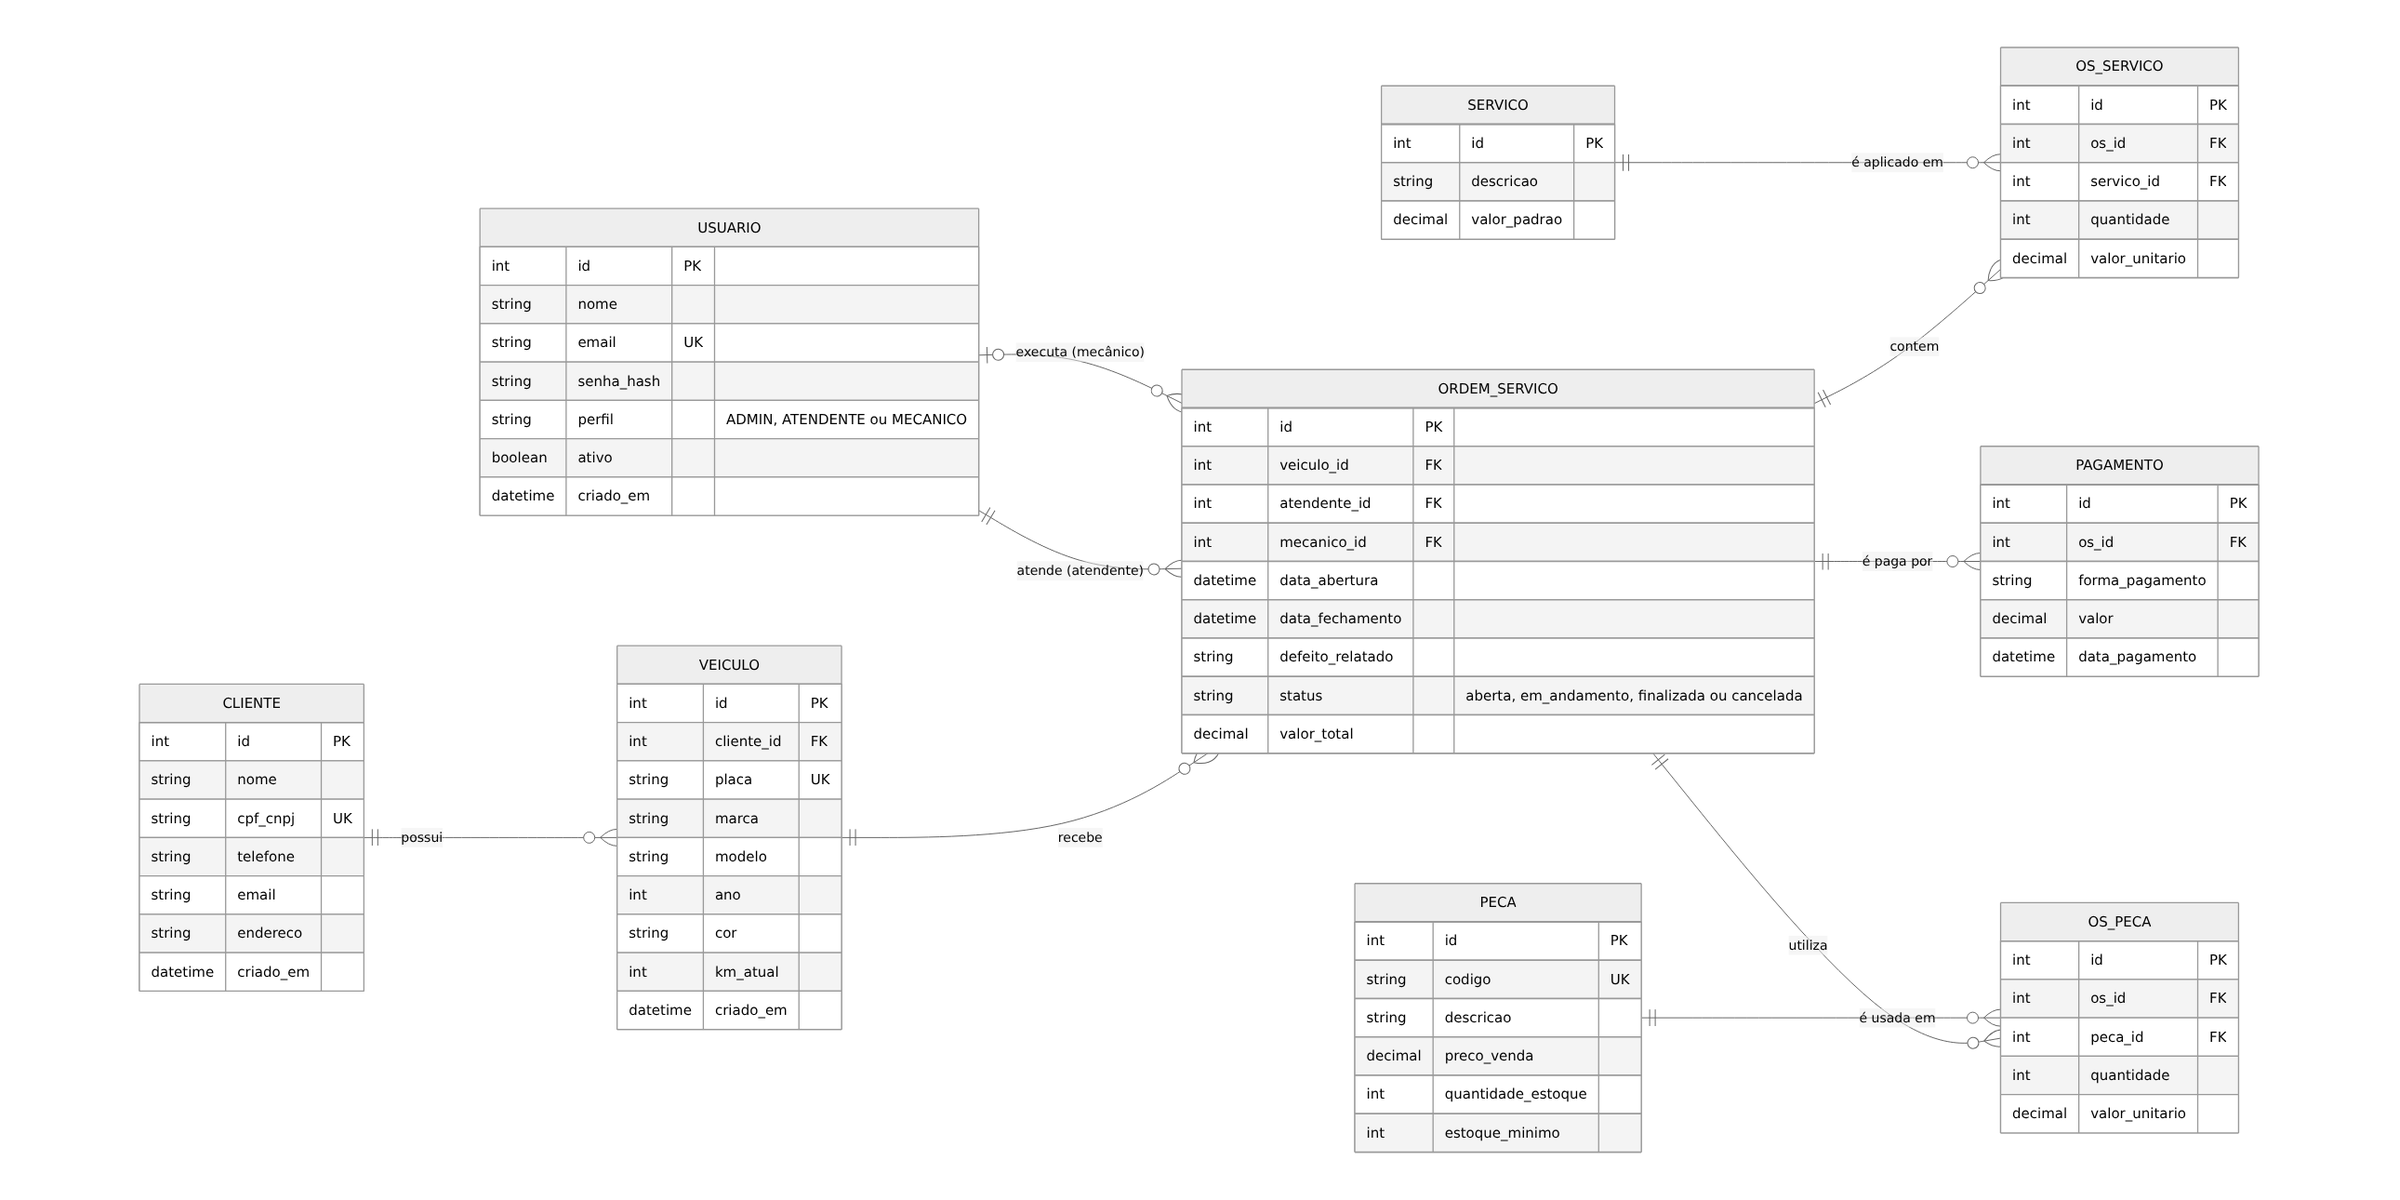 OS_SERVICO
int id PK
int os_id FK
int servico_id FK
int quantidade
decimal valor_unitario
SERVICO
int id PK
string descricao
decimal valor_padrao
é aplicado em
USUARIO
int id PK
string nome
string email UK
string senha_hash
string perfil ADMIN, ATENDENTE ou MECANICO
boolean ativo
datetime criado_em
executa (mecânico)
contem
ORDEM_SERVICO
int id PK
int veiculo_id FK
int atendente_id FK
int mecanico_id FK
datetime data_abertura
datetime data_fechamento
string defeito_relatado
string status aberta, em_andamento, finalizada ou cancelada
decimal valor_total
atende (atendente)
é paga por
PAGAMENTO
int id PK
int os_id FK
string forma_pagamento
decimal valor
datetime data_pagamento
CLIENTE
int id PK
string nome
string cpf_cnpj UK
string telefone
string email
string endereco
datetime criado_em
possui
VEICULO
int id PK
int cliente_id FK
string placa UK
string marca
string modelo
int ano
string cor
int km_atual
datetime criado_em
recebe
utiliza
PECA
int id PK
string codigo UK
string descricao
decimal preco_venda
int quantidade_estoque
int estoque_minimo
é usada em
OS_PECA
int id PK
int os_id FK
int peca_id FK
int quantidade
decimal valor_unitario